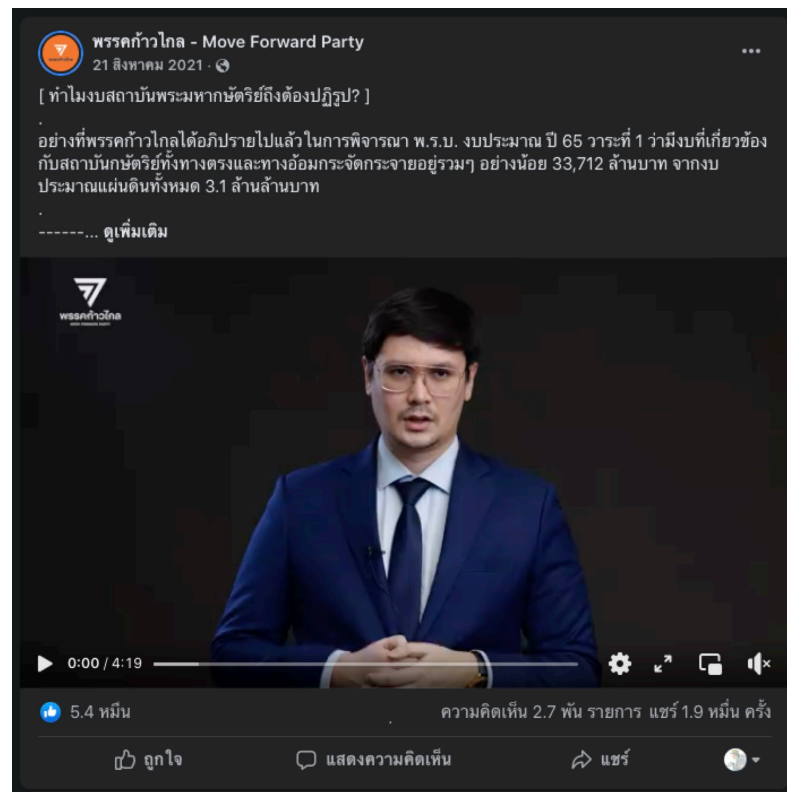 พรรคก้าวไกล - Move Forward Party
21 สิงหาคม 2021 ·
[ ทำไมงบสถาบันพระมหากษัตริย์ถึงต้องปฏิรูป? ]
.
อย่างที่พรรคก้าวไกลได้อภิปรายไปแล้วในการพิจารณา พ.ร.บ. งบประมาณ ปี 65 วาระที่ 1 ว่ามีงบที่เกี่ยวข้อง
กับสถาบันกษัตริย์ทั้งทางตรงและทางอ้อมกระจัดกระจายอยู่รวมๆ อย่างน้อย 33,712 ล้านบาท จากงบ
ประมาณแผ่นดินทั้งหมด 3.1 ล้านล้านบาท
.
------... ดูเพิ่มเติม
พรรคก้าวไกล
MOVE FORWARD PARTY
0:00 / 4:19
5.4 หมื่น
ความคิดเห็น 2.7 พัน รายการ แชร์ 1.9 หมื่น ครั้ง
ถูกใจ
แสดงความคิดเห็น
แชร์